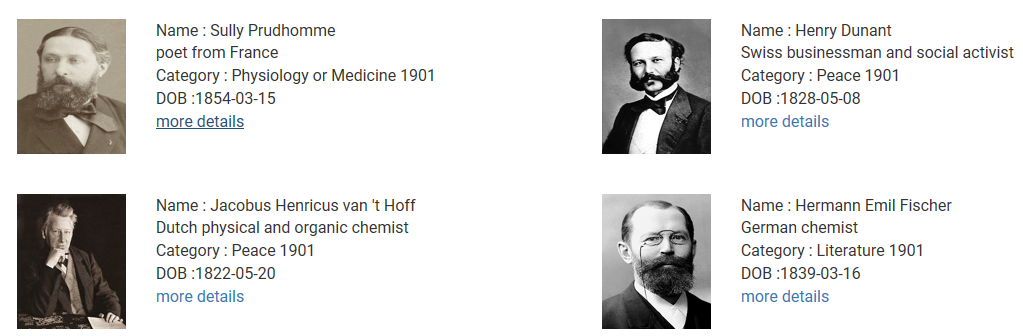 Name : Sully Prudhomme
poet from France
Category : Physiology or Medicine 1901
DOB :1854-03-15
more details
Name : Henry Dunant
Swiss businessman and social activist
Category : Peace 1901
DOB :1828-05-08
more details
Name : Jacobus Henricus van 't Hoff
Dutch physical and organic chemist
Category : Peace 1901
DOB :1822-05-20
more details
Name : Hermann Emil Fischer
German chemist
Category : Literature 1901
DOB :1839-03-16
more details